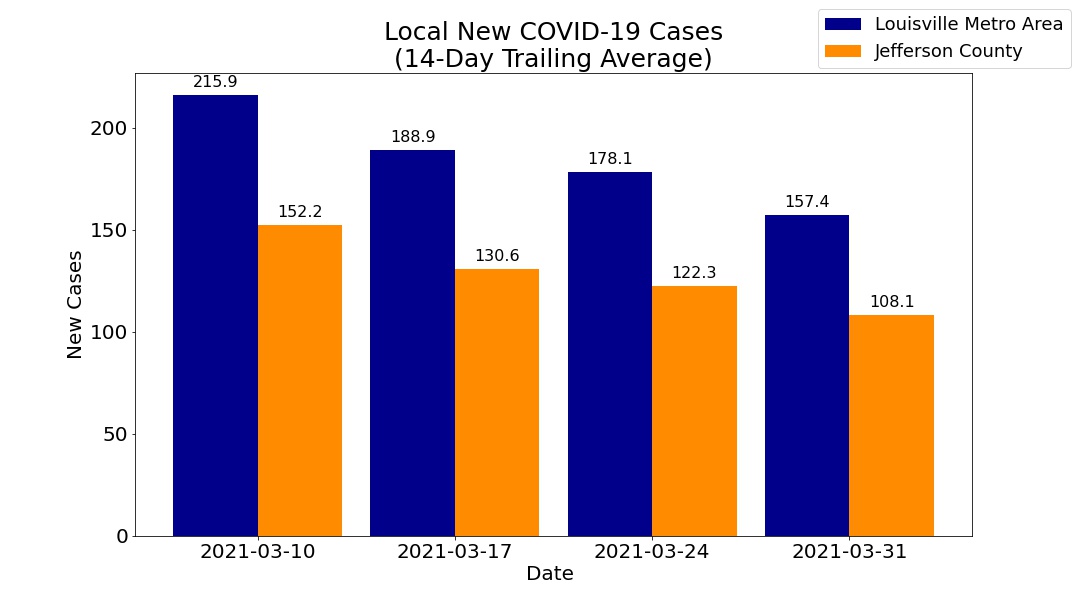 Local New COVID-19 Cases
(14-Day Trailing Average)
Louisville Metro Area
Jefferson County
New Cases
200
150
100
50
0
215.9
152.2
188.9
130.6
178.1
122.3
157.4
108.1
2021-03-10
2021-03-17
2021-03-24
2021-03-31
Date